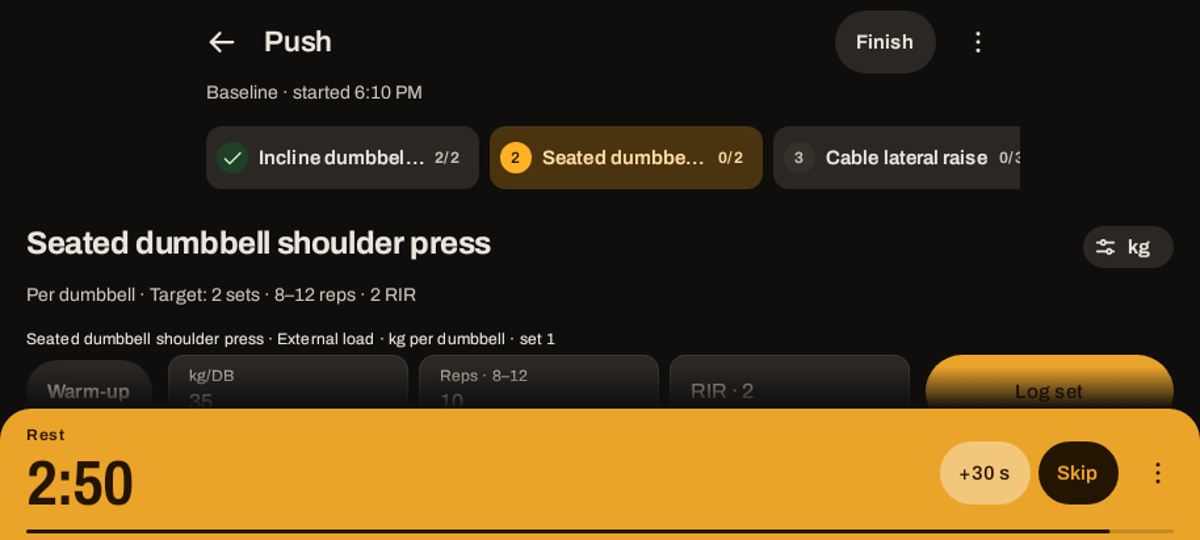 Push
Finish
Baseline · started 6:10 PM
Incline dumbbel... 2/2
2 Seated dumbbe... 0/2
3 Cable lateral raise 0/3
Seated dumbbell shoulder press
kg
Per dumbbell · Target: 2 sets · 8–12 reps · 2 RIR
Seated dumbbell shoulder press · External load · kg per dumbbell · set 1
Warm-up
kg/DB
35
Reps · 8–12
10
RIR · 2
Log set
Rest
2:50
+30 s
Skip